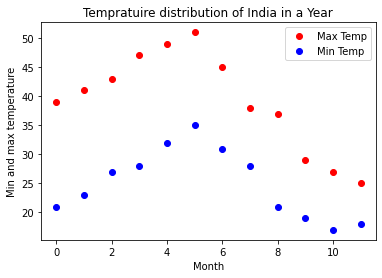 Tempratuire distribution of India in a Year
Max Temp
Min Temp
Min and max temperature
50
45
40
35
30
25
20
0 2 4 6 8 10
Month